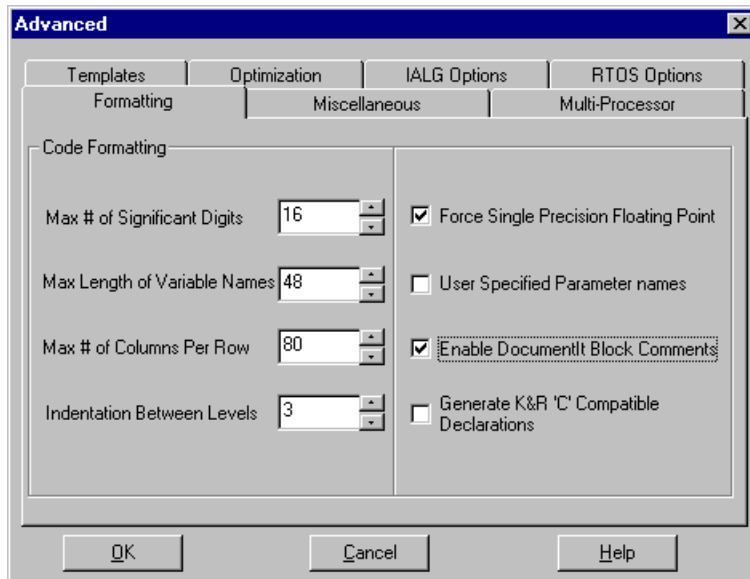 Advanced
Templates Optimization IALG Options RTOS Options
Formatting Miscellaneous Multi-Processor
Code Formatting
Max # of Significant Digits 16
Force Single Precision Floating Point
Max Length of Variable Names 48
User Specified Parameter names
Max # of Columns Per Row 80
Enable DocumentIt Block Comments
Indentation Between Levels 3
Generate K&R 'C' Compatible
Declarations
OK Cancel Help